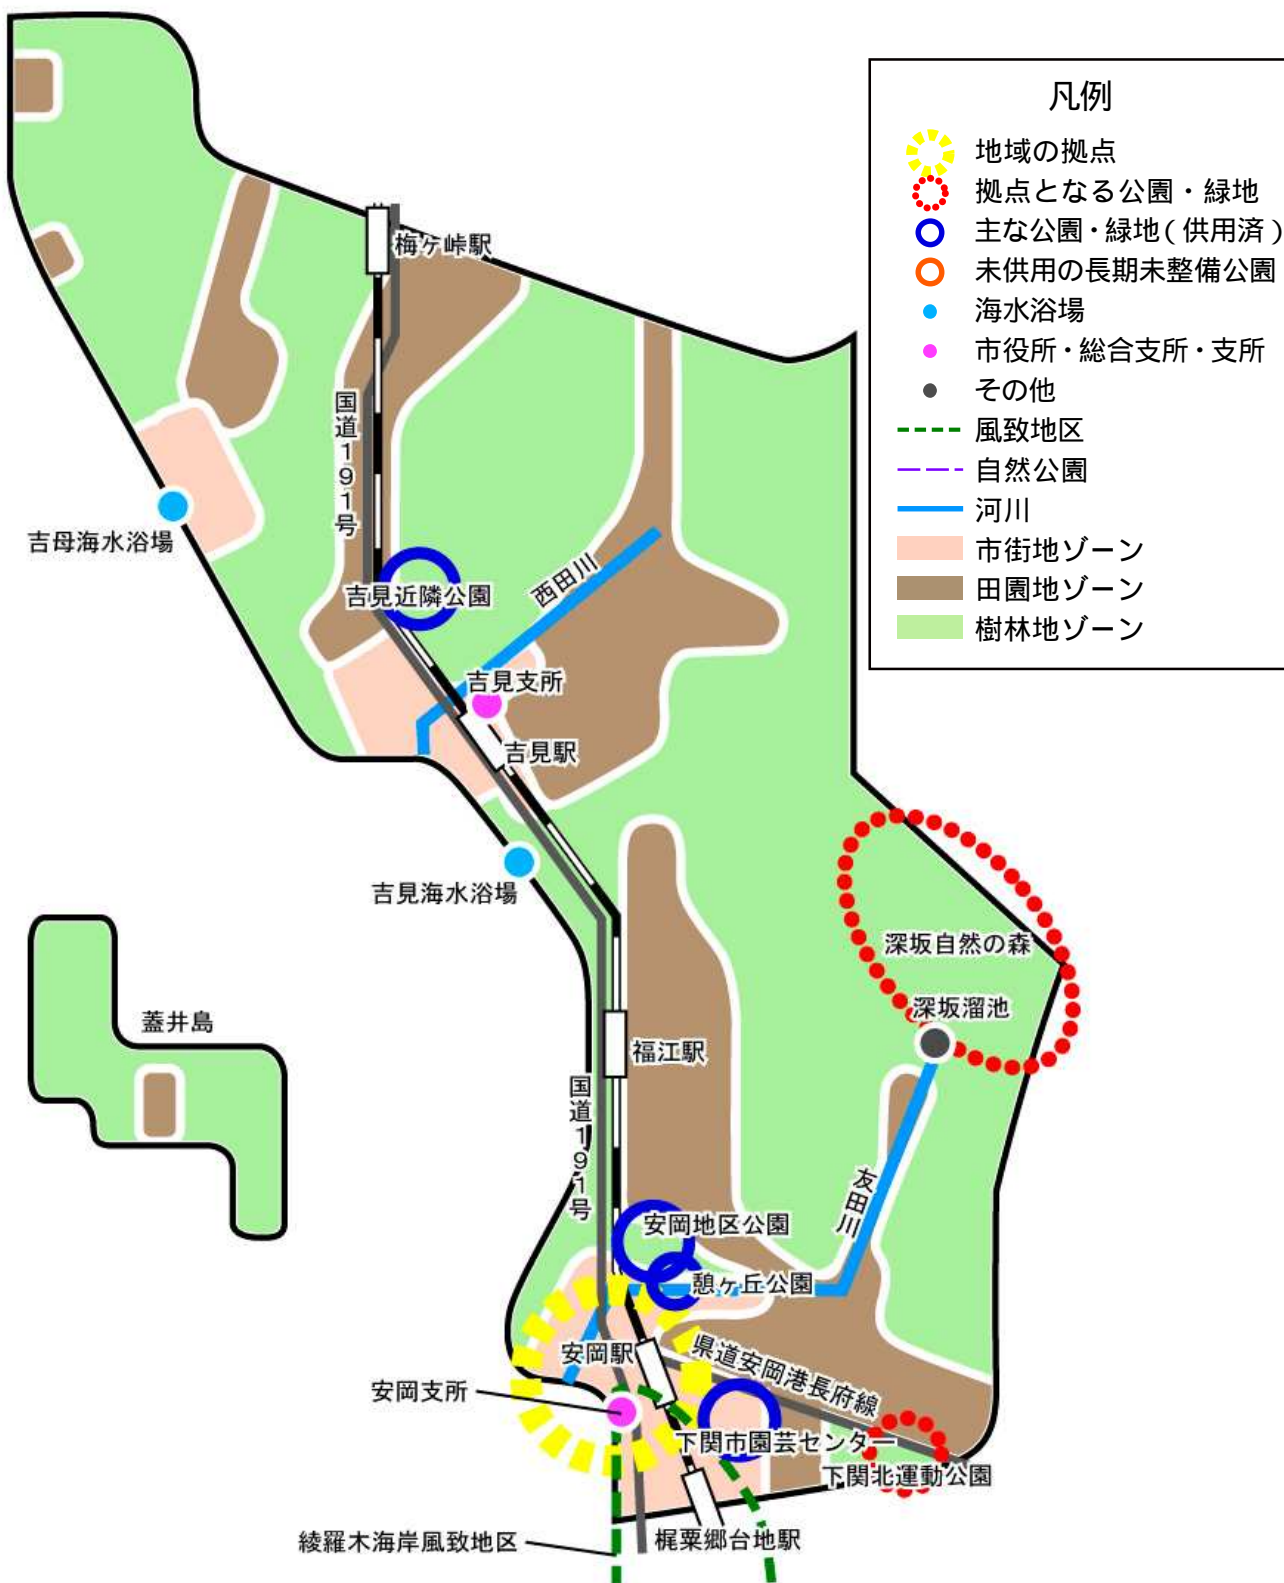 凡例
地域の拠点
拠点となる公園・緑地
主な公園・緑地(供用済)
未供用の長期未整備公園
海水浴場
市役所・総合支所・支所
その他
風致地区
自然公園
河川
市街地ゾーン
田園地ゾーン
樹林地ゾーン
梅ヶ峠駅
国道191号
吉母海水浴場
吉見近隣公園
西田川
吉見支所
吉見駅
吉見海水浴場
深坂自然の森
深坂溜池
蓋井島
福江駅
国道191号
友田川
安岡地区公園
憩ヶ丘公園
安岡駅
県道安岡港長府線
安岡支所
下関市園芸センター
下関北運動公園
綾羅木海岸風致地区
梶栗郷台地駅